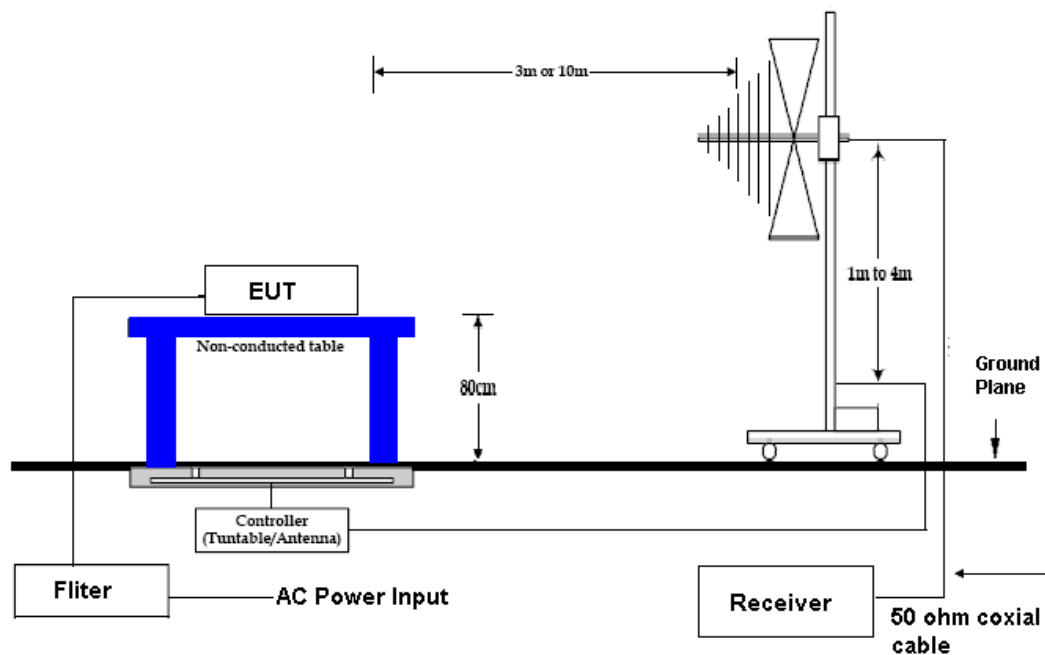 3m or 10m
EUT
1m to 4m
Non-conducted table
80cm
Ground
Plane
Controller
(Tuntable/Antenna)
Fliter
AC Power Input
Receiver
50 ohm coxial
cable